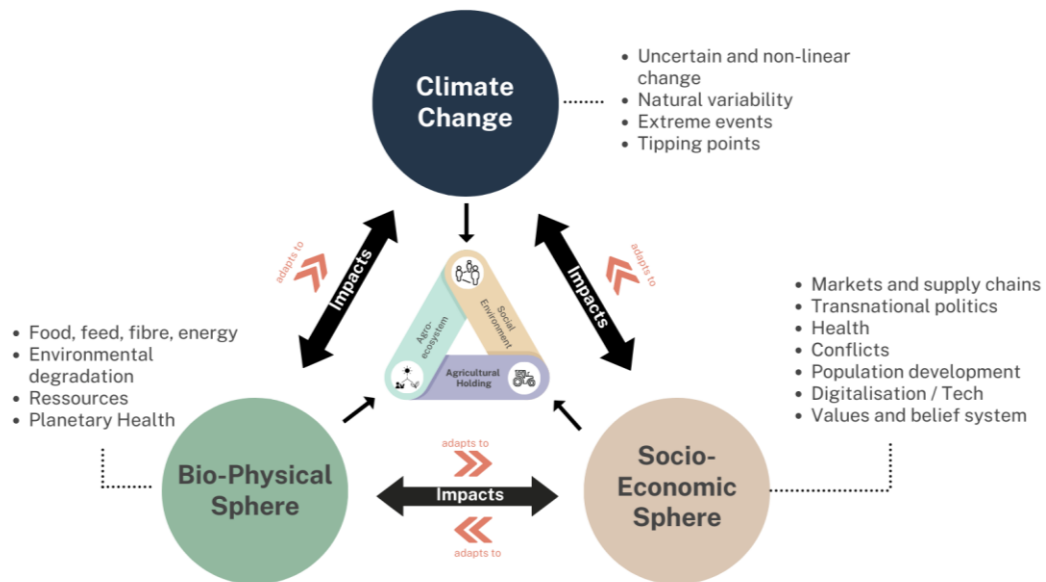 Climate
Change
• Uncertain and non-linear
change
• Natural variability
• Extreme events
• Tipping points
adapts to
Impacts
Impacts
adapts to
Social
Environment
Agro-
ecosystem
Agricultural
Holding
• Food, feed, fibre, energy
• Environmental
degradation
• Ressources
• Planetary Health
• Markets and supply chains
• Transnational politics
• Health
• Conflicts
• Population development
• Digitalisation / Tech
• Values and belief system
Bio-Physical
Sphere
adapts to
Impacts
adapts to
Socio-
Economic
Sphere